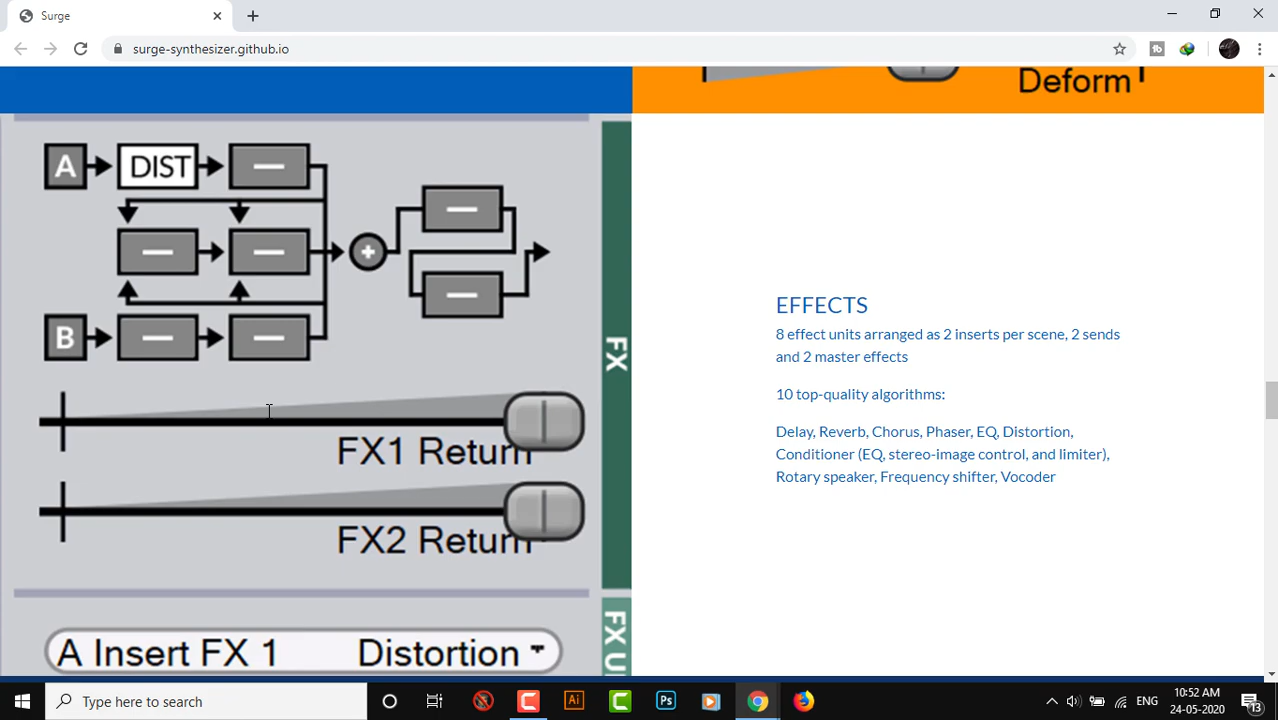 Surge
surge-synthesizer.github.io
Deform
A
DIST
B
FX
FX1 Return
FX2 Return
A Insert FX 1
Distortion
FX U
EFFECTS
8 effect units arranged as 2 inserts per scene, 2 sends
and 2 master effects
10 top-quality algorithms:
Delay, Reverb, Chorus, Phaser, EQ, Distortion,
Conditioner (EQ, stereo-image control, and limiter),
Rotary speaker, Frequency shifter, Vocoder
Type here to search
Ai
Ps
ENG
10:52 AM
24-05-2020
13